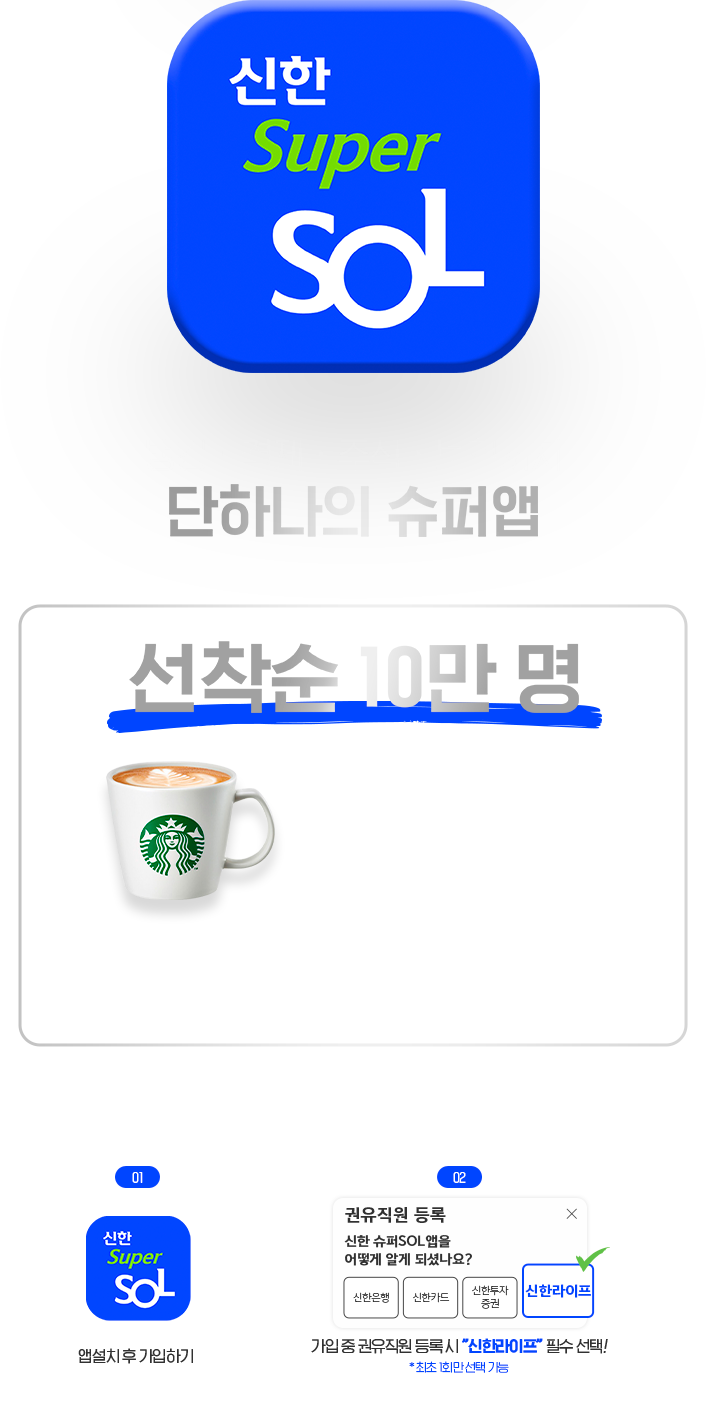 신한
Super
SOL
단하나의 슈퍼앱
선착순 10만 명
01
신한
Super
SOL
앱설치 후 가입하기
02
권유직원 등록
신한 슈퍼SOL앱을
어떻게 알게 되셨나요?
신한은행
신한카드
신한투자
증권
신한라이프
가입 중 권유직원 등록 시 "신한라이프" 필수 선택!
*최초 1회만 선택 가능